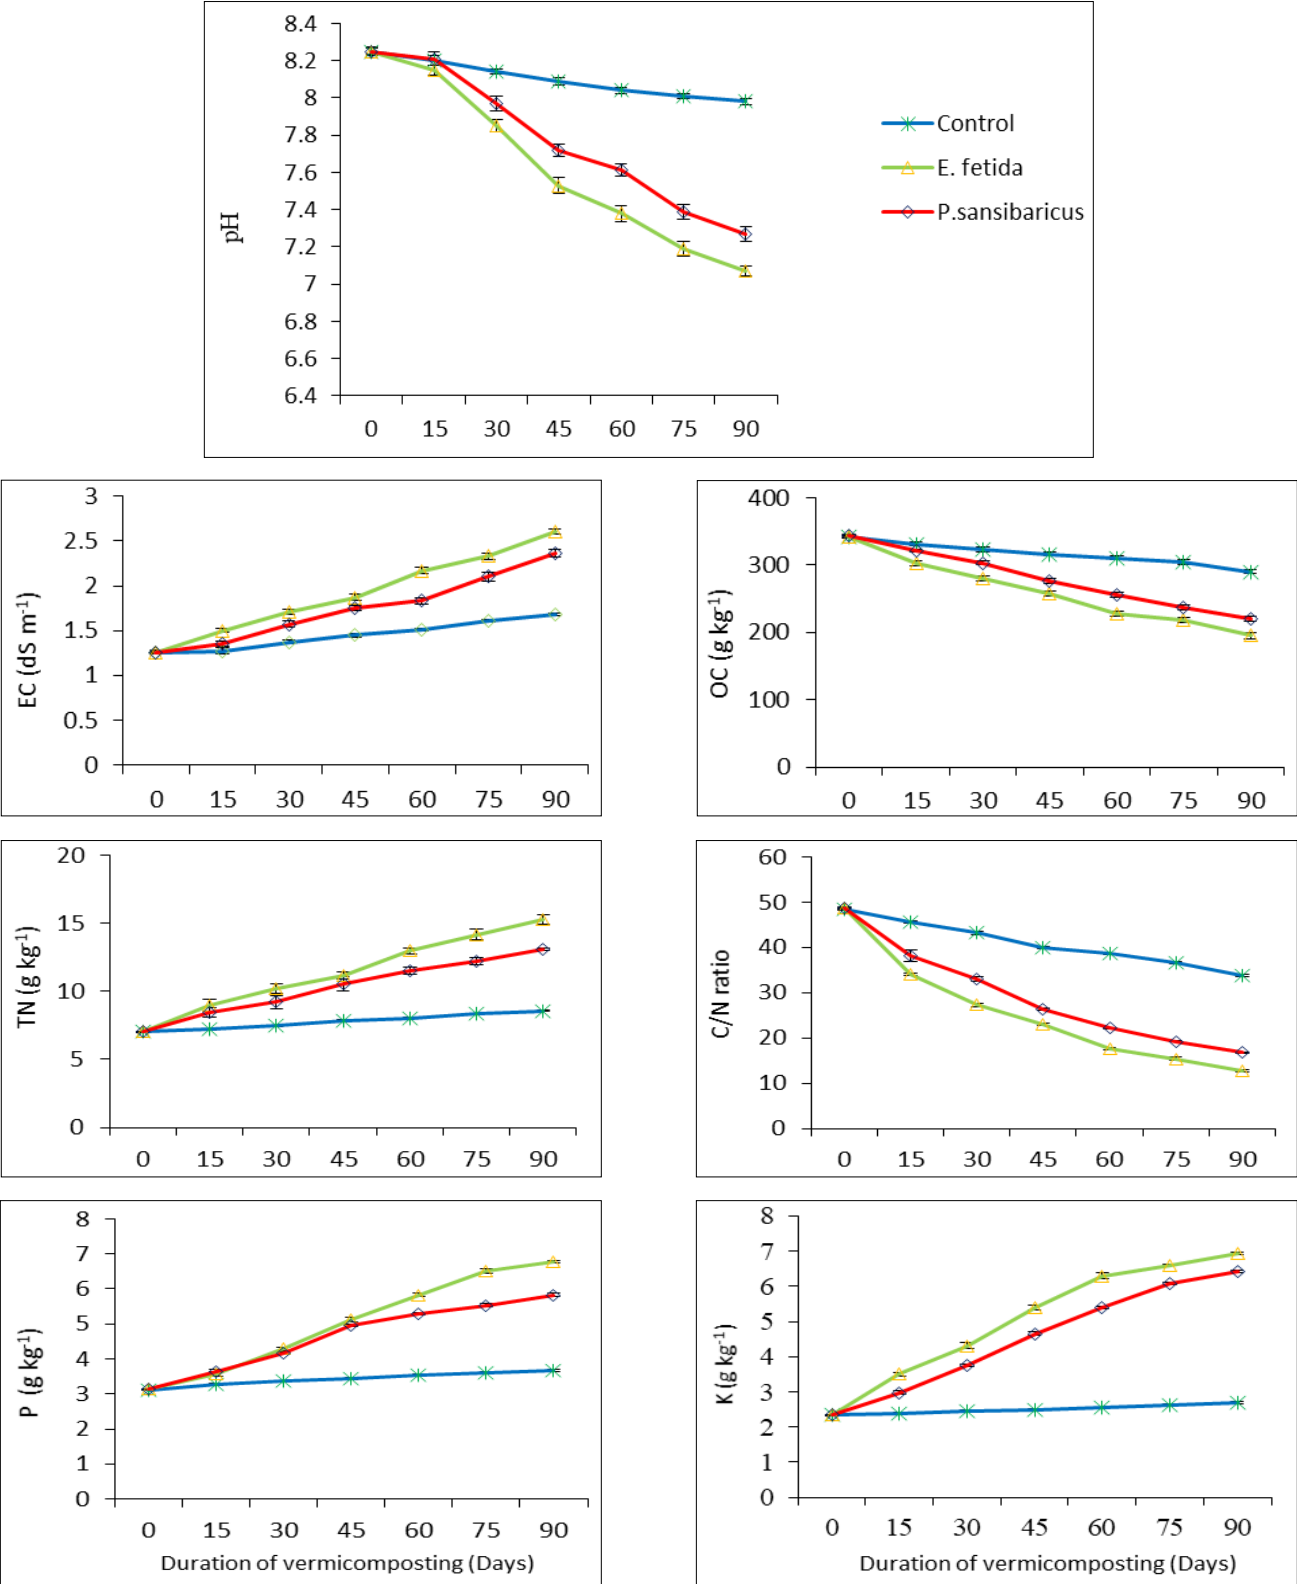 8.4
8.2
8
7.8
7.6
7.4
7.2
7
6.8
6.6
6.4
pH
0 15 30 45 60 75 90
Control
E. fetida
P.sansibaricus
3
2.5
2
1.5
1
0.5
0
EC (dS m-1)
0 15 30 45 60 75 90
400
300
200
100
0
OC (g kg-1)
0 15 30 45 60 75 90
20
15
10
5
0
TN (g kg-1)
0 15 30 45 60 75 90
60
50
40
30
20
10
0
C/N ratio
0 15 30 45 60 75 90
8
7
6
5
4
3
2
1
0
P (g kg-1)
0 15 30 45 60 75 90
Duration of vermicomposting (Days)
8
7
6
5
4
3
2
1
0
K (g kg-1)
0 15 30 45 60 75 90
Duration of vermicomposting (Days)